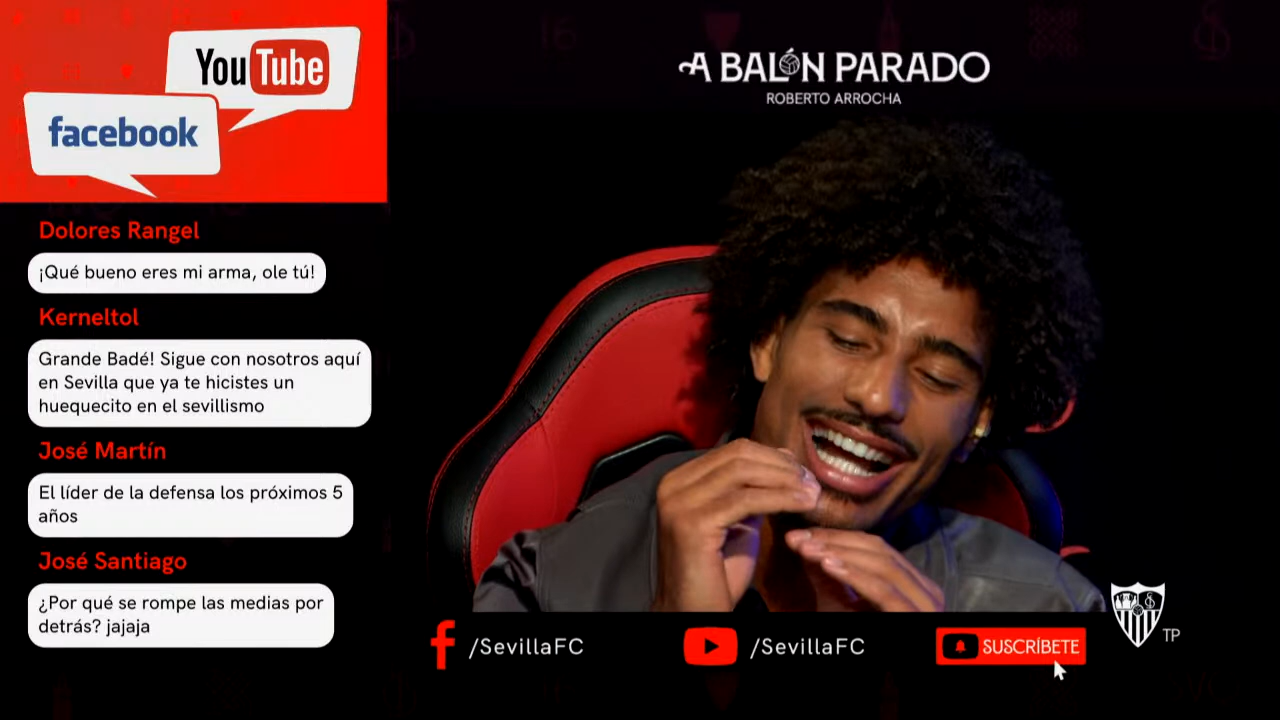 YouTube
facebook
Dolores Rangel
¡Qué bueno eres mi arma, ole tú!
Kerneltol
Grande Badé! Sigue con nosotros aquí
en Sevilla que ya te hicistes un
huequecito en el sevillismo
José Martín
El líder de la defensa los próximos 5
años
José Santiago
¿Por qué se rompe las medias por
detrás? jajaja
A BALÓN PARADO
ROBERTO ARROCHA
/SevillaFC
/SevillaFC
SUSCRÍBETE
TP